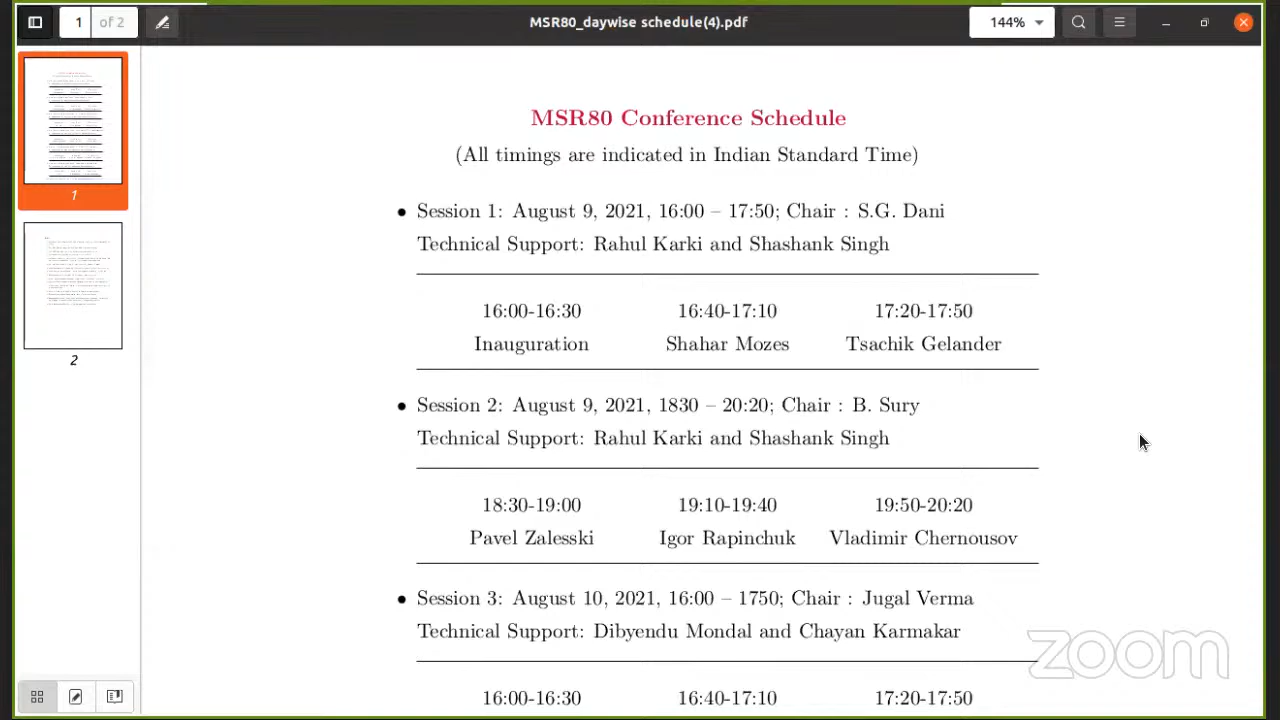 1 of 2
MSR80_daywise schedule(4).pdf
144%
MSR80 Conference Schedule
(All timings are indicated in Indian Standard Time)
• Session 1: August 9, 2021, 16:00 – 17:50; Chair : S.G. Dani
Technical Support: Rahul Karki and Shashank Singh
16:00-16:30 16:40-17:10 17:20-17:50
Inauguration Shahar Mozes Tsachik Gelander
• Session 2: August 9, 2021, 1830 – 20:20; Chair : B. Sury
Technical Support: Rahul Karki and Shashank Singh
18:30-19:00 19:10-19:40 19:50-20:20
Pavel Zalesski Igor Rapinchuk Vladimir Chernousov
• Session 3: August 10, 2021, 16:00 – 1750; Chair : Jugal Verma
Technical Support: Dibyendu Mondal and Chayan Karmakar
16:00-16:30 16:40-17:10 17:20-17:50
1
2
zoom